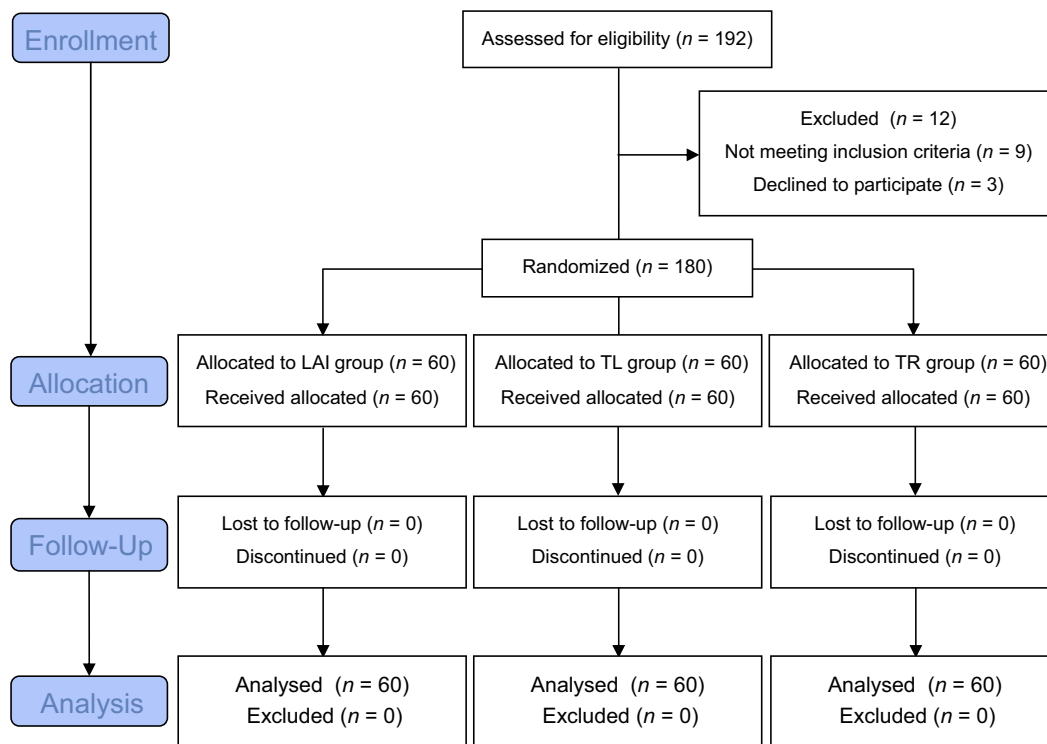 Enrollment
Assessed for eligibility (n = 192)
Excluded (n = 12)
Not meeting inclusion criteria (n = 9)
Declined to participate (n = 3)
Randomized (n = 180)
Allocation
Allocated to LAI group (n = 60)
Received allocated (n = 60)
Allocated to TL group (n = 60)
Received allocated (n = 60)
Allocated to TR group (n = 60)
Received allocated (n = 60)
Follow-Up
Lost to follow-up (n = 0)
Discontinued (n = 0)
Lost to follow-up (n = 0)
Discontinued (n = 0)
Lost to follow-up (n = 0)
Discontinued (n = 0)
Analysis
Analysed (n = 60)
Excluded (n = 0)
Analysed (n = 60)
Excluded (n = 0)
Analysed (n = 60)
Excluded (n = 0)